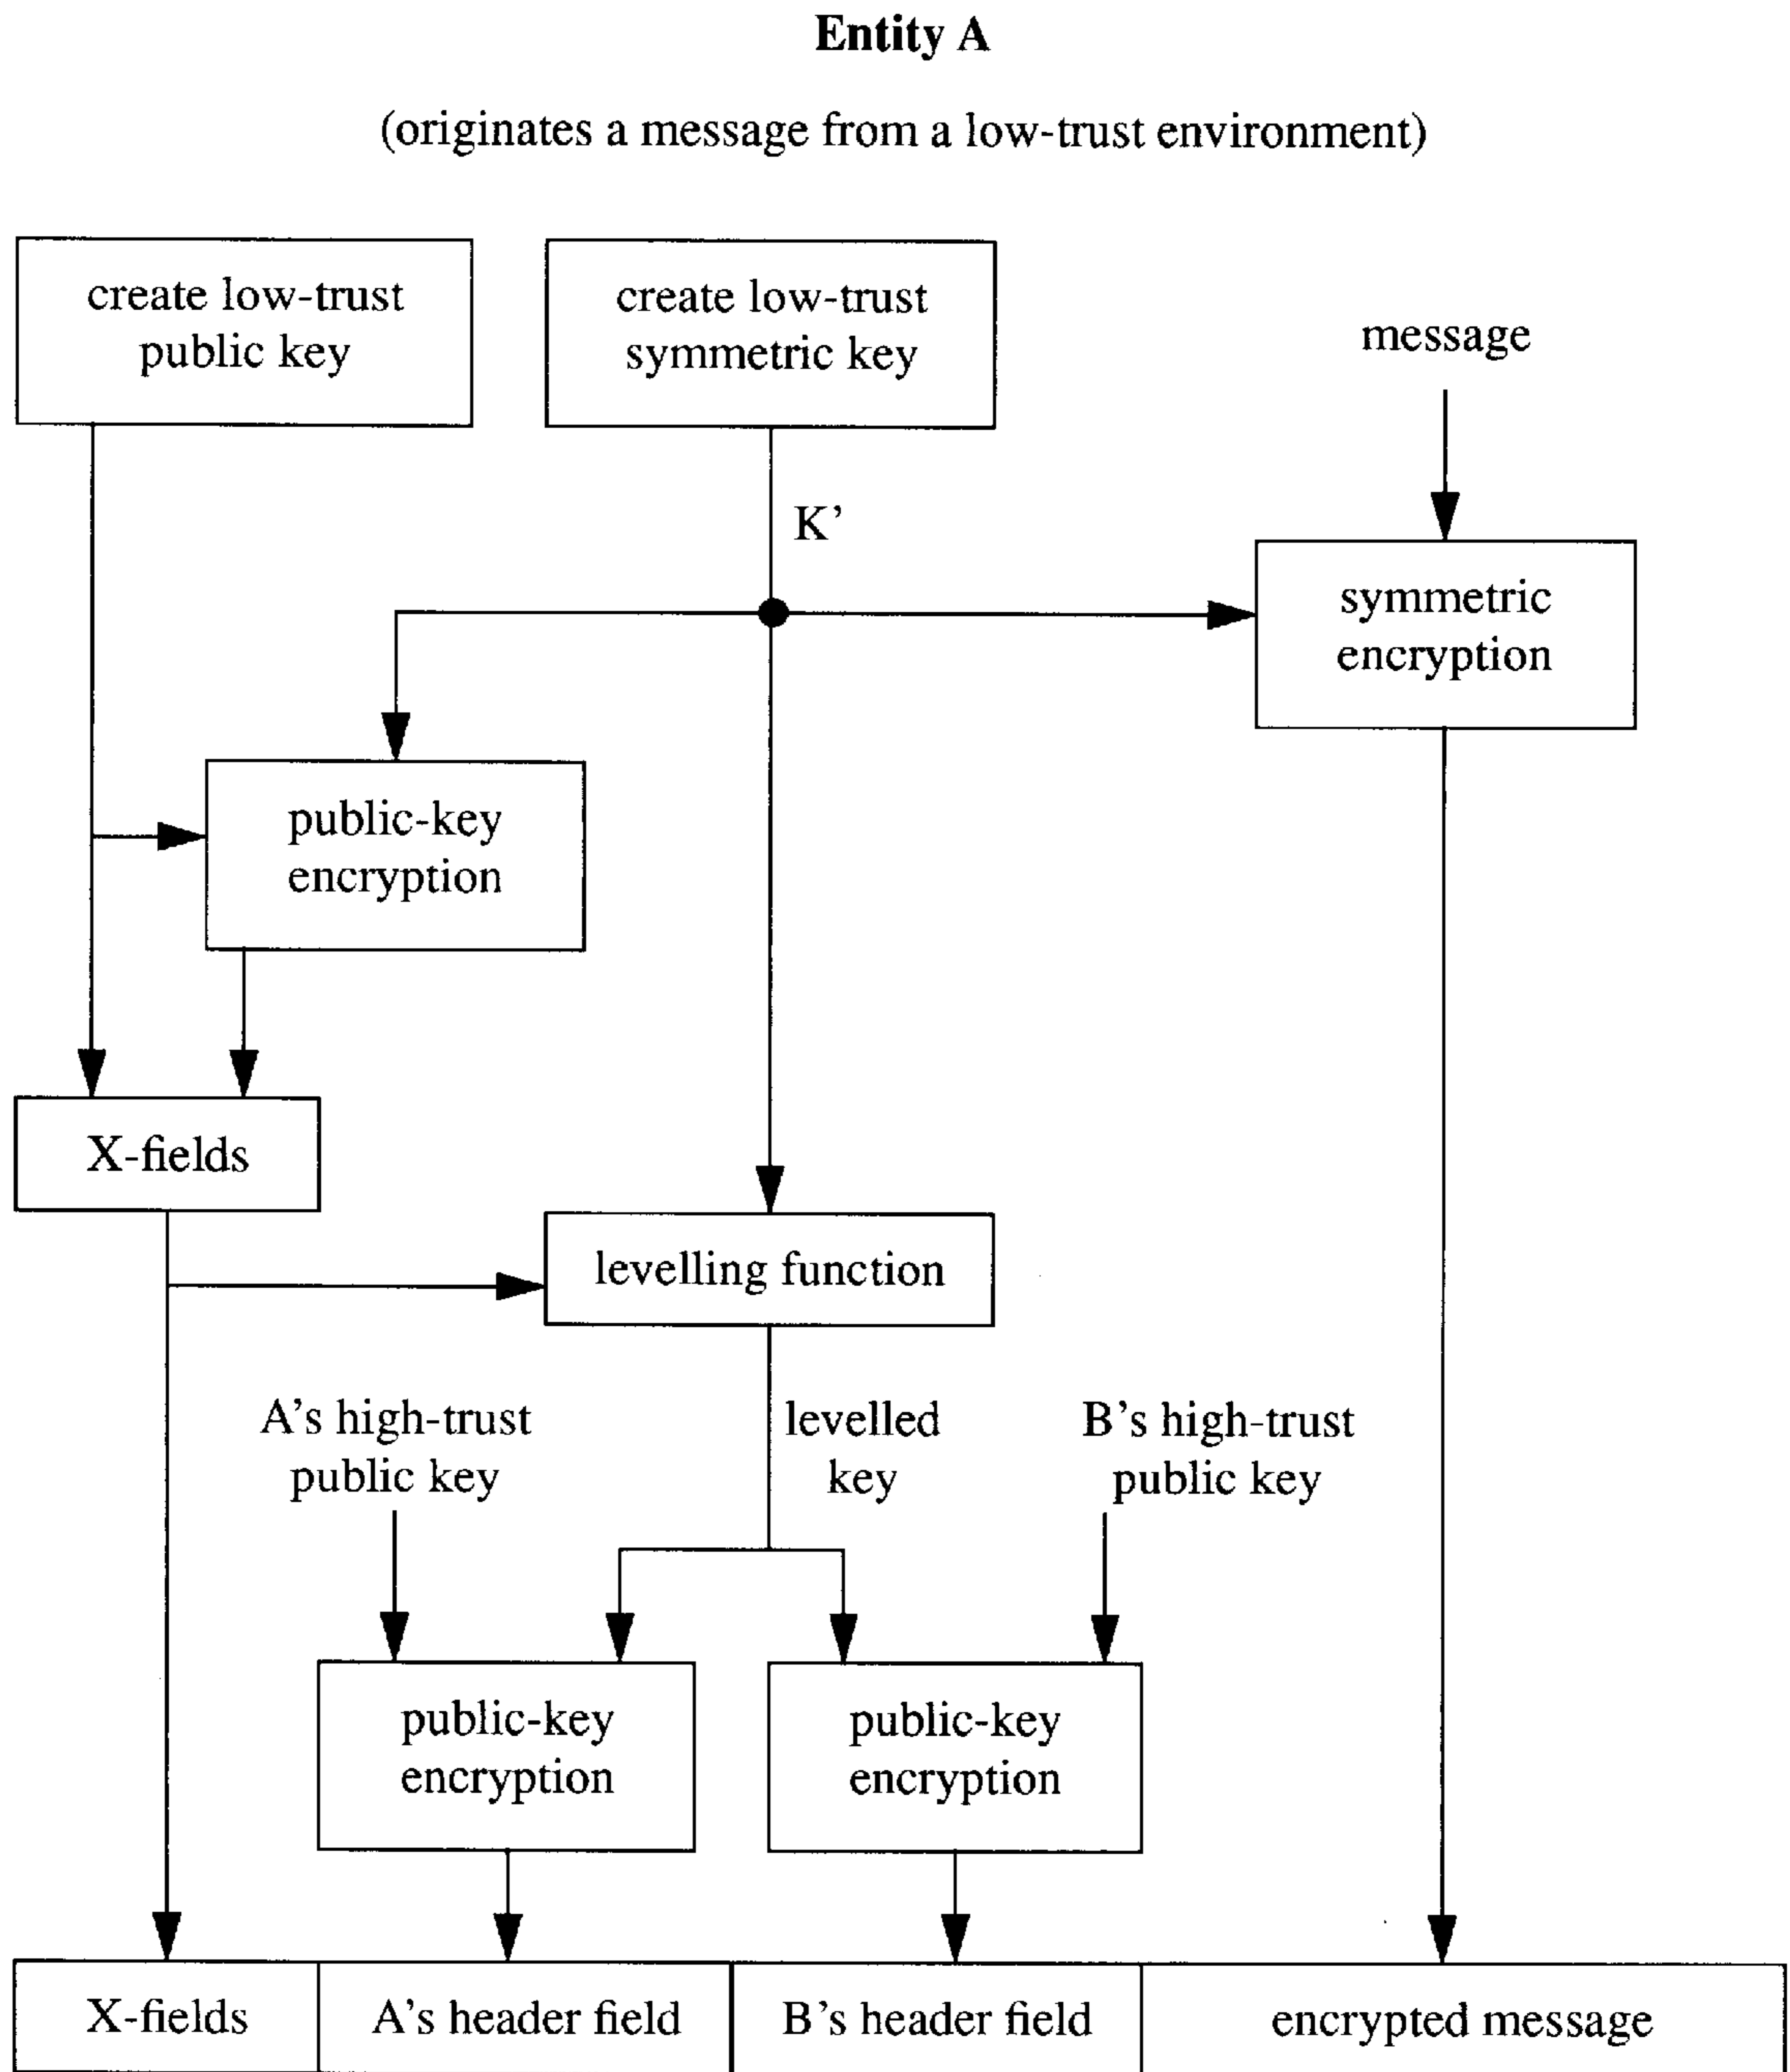 Entity A
(originates a message from a low-trust environment)
create low-trust
public key
create low-trust
symmetric key
message
K’
symmetric
encryption
public-key
encryption
X-fields
levelling function
A’s high-trust
public key
levelled
key
B’s high-trust
public key
public-key
encryption
public-key
encryption
X-fields
A’s header field
B’s header field
encrypted message